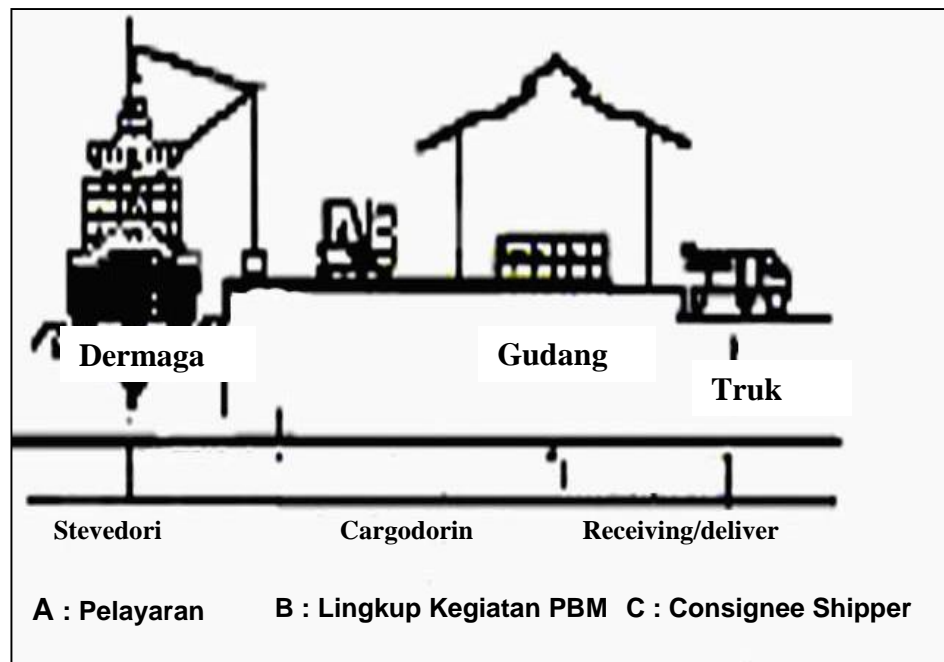 Dermaga
Gudang
Truk
Stevedori
Cargodorin
Receiving/deliver
A : Pelayaran
B : Lingkup Kegiatan PBM
C : Consignee Shipper